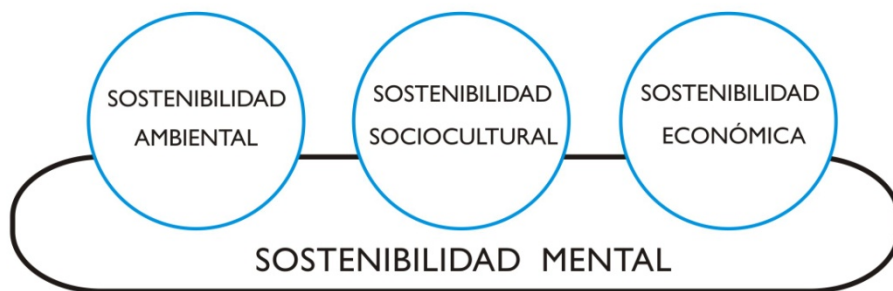 SOSTENIBILIDAD
AMBIENTAL
SOSTENIBILIDAD
SOCIOCULTURAL
SOSTENIBILIDAD
ECONÓMICA
SOSTENIBILIDAD MENTAL